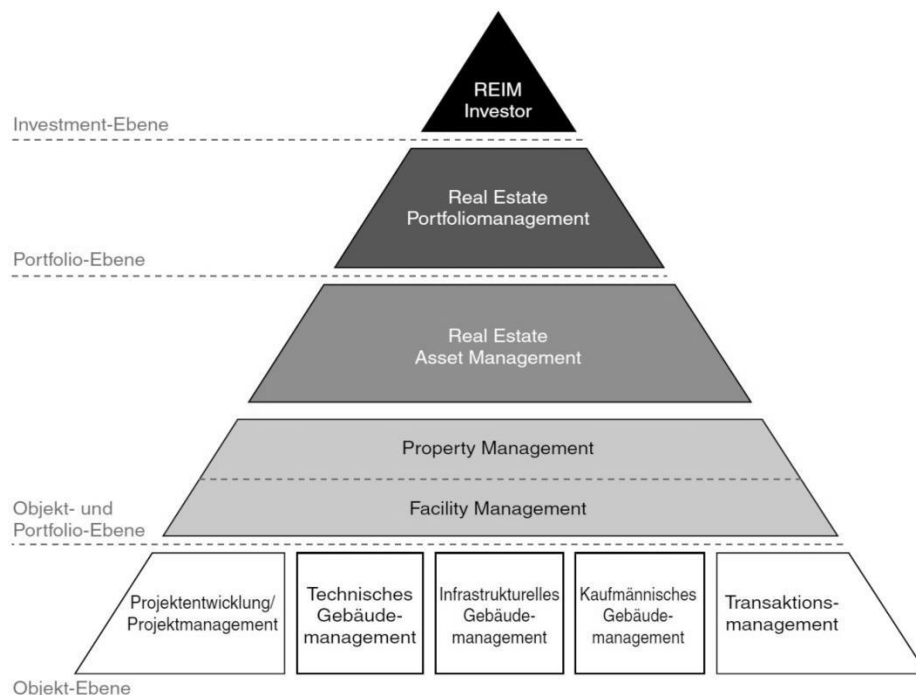 REIM
Investor
Investment-Ebene
Real Estate
Portfoliomanagement
Portfolio-Ebene
Real Estate
Asset Management
Property Management
Facility Management
Objekt- und
Portfolio-Ebene
Projektentwicklung/
Projektmanagement
Technisches
Gebäude-
management
Infrastrukturelles
Gebäude-
management
Kaufmännisches
Gebäude-
management
Transaktions-
management
Objekt-Ebene